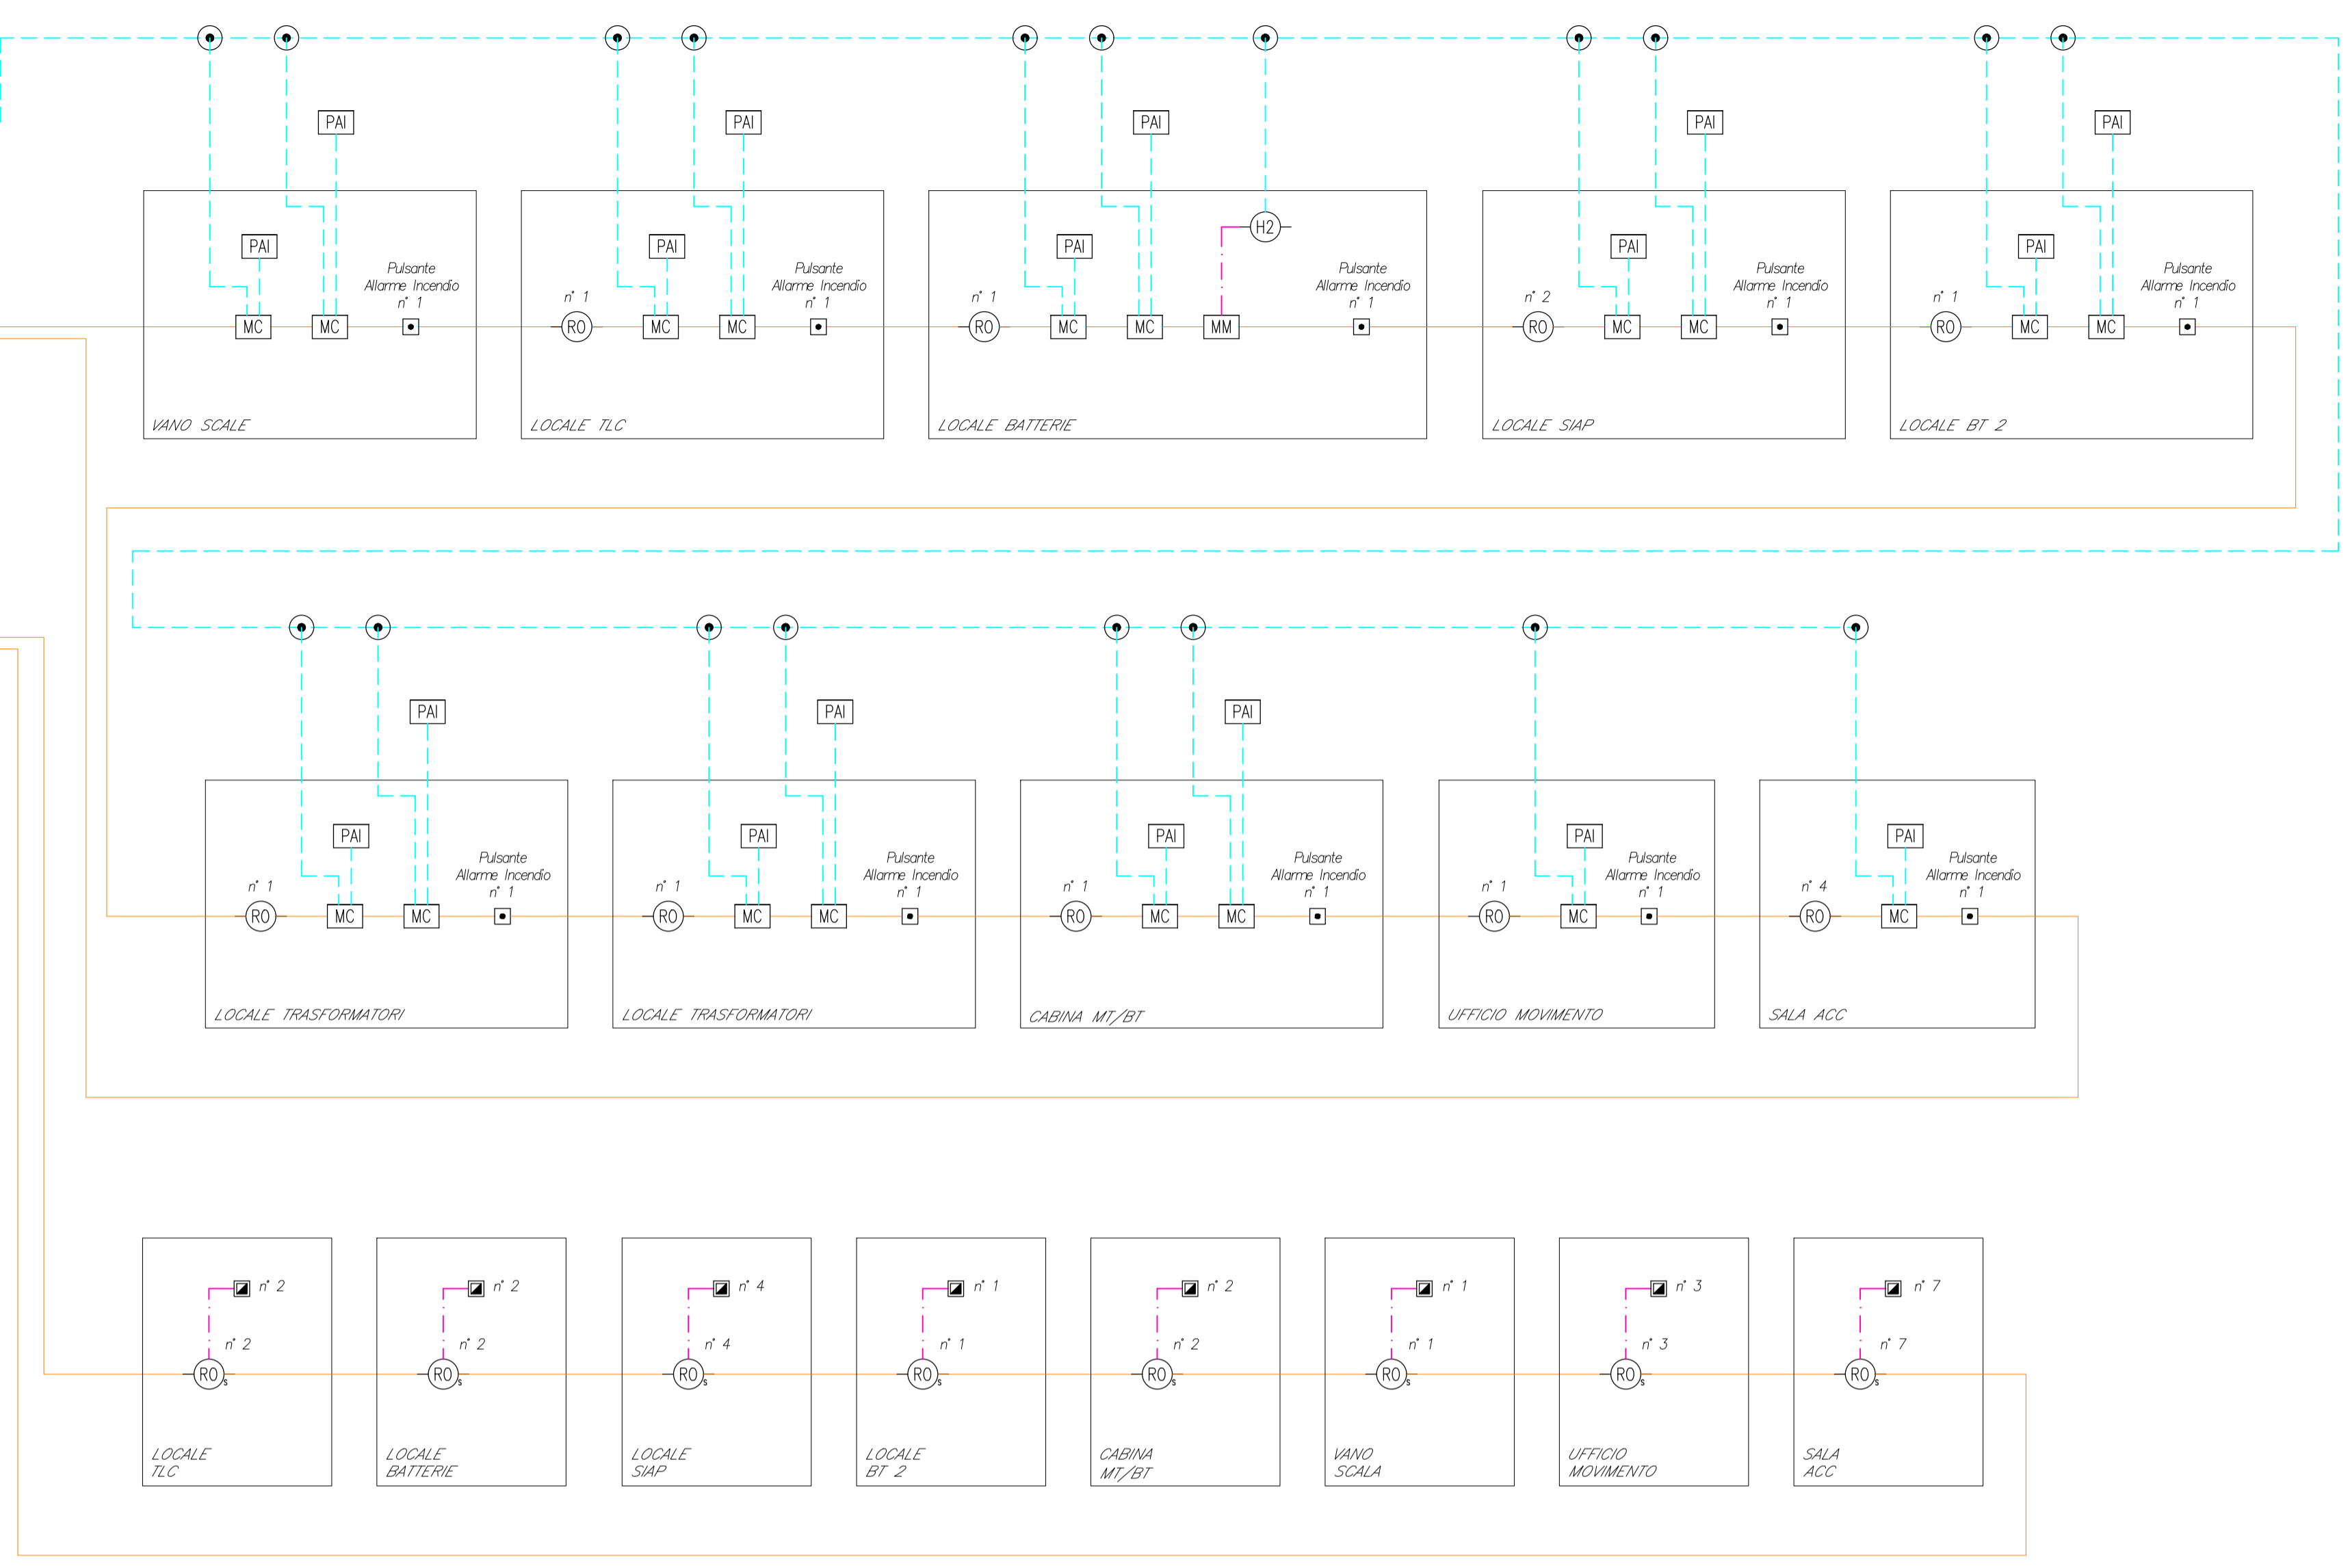 PAI
PAI
PAI
PAI
PAI
H2
PAI
Pulsante
Allarme Incendio
n° 1
MC
MC
VANO SCALE
PAI
Pulsante
Allarme Incendio
n° 1
n° 1
RO
MC
MC
LOCALE TLC
PAI
Pulsante
Allarme Incendio
n° 1
n° 1
RO
MC
MC
MM
LOCALE BATTERIE
PAI
Pulsante
Allarme Incendio
n° 1
n° 2
RO
MC
MC
LOCALE SIAP
PAI
Pulsante
Allarme Incendio
n° 1
n° 1
RO
MC
MC
LOCALE BT 2
PAI
PAI
PAI
PAI
Pulsante
Allarme Incendio
n° 1
n° 1
RO
MC
MC
LOCALE TRASFORMATORI
PAI
Pulsante
Allarme Incendio
n° 1
n° 1
RO
MC
MC
LOCALE TRASFORMATORI
PAI
Pulsante
Allarme Incendio
n° 1
n° 1
RO
MC
MC
CABINA MT/BT
PAI
Pulsante
Allarme Incendio
n° 1
n° 1
RO
MC
UFFICIO MOVIMENTO
PAI
Pulsante
Allarme Incendio
n° 1
n° 4
RO
MC
SALA ACC
n° 2
n° 2
RO s
LOCALE
TLC
n° 2
n° 2
RO s
LOCALE
BATTERIE
n° 4
n° 4
RO s
LOCALE
SIAP
n° 1
n° 1
RO s
LOCALE
BT 2
n° 2
n° 2
RO s
CABINA
MT/BT
n° 1
n° 1
RO s
VANO
SCALA
n° 3
n° 3
RO s
UFFICIO
MOVIMENTO
n° 7
n° 7
RO s
SALA
ACC